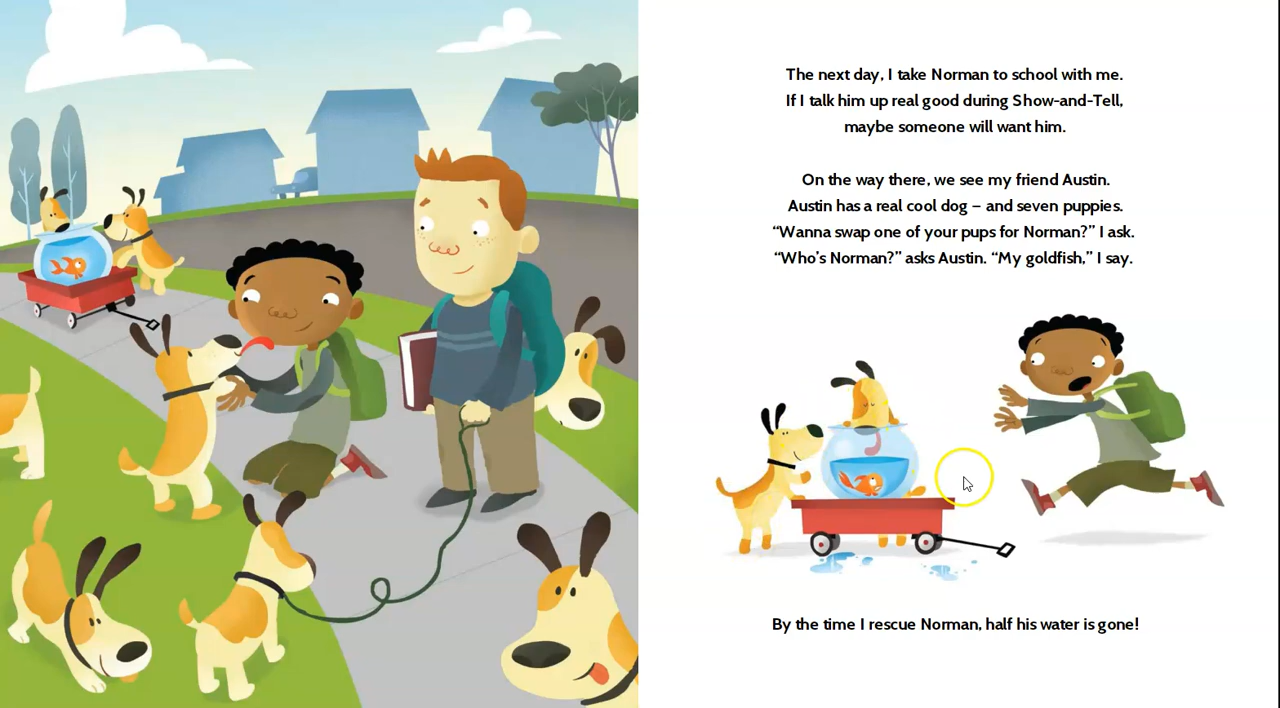 The next day, I take Norman to school with me.
If I talk him up real good during Show-and-Tell,
maybe someone will want him.
On the way there, we see my friend Austin.
Austin has a real cool dog – and seven puppies.
“Wanna swap one of your pups for Norman?” I ask.
“Who’s Norman?” asks Austin. “My goldfish,” I say.
By the time I rescue Norman, half his water is gone!